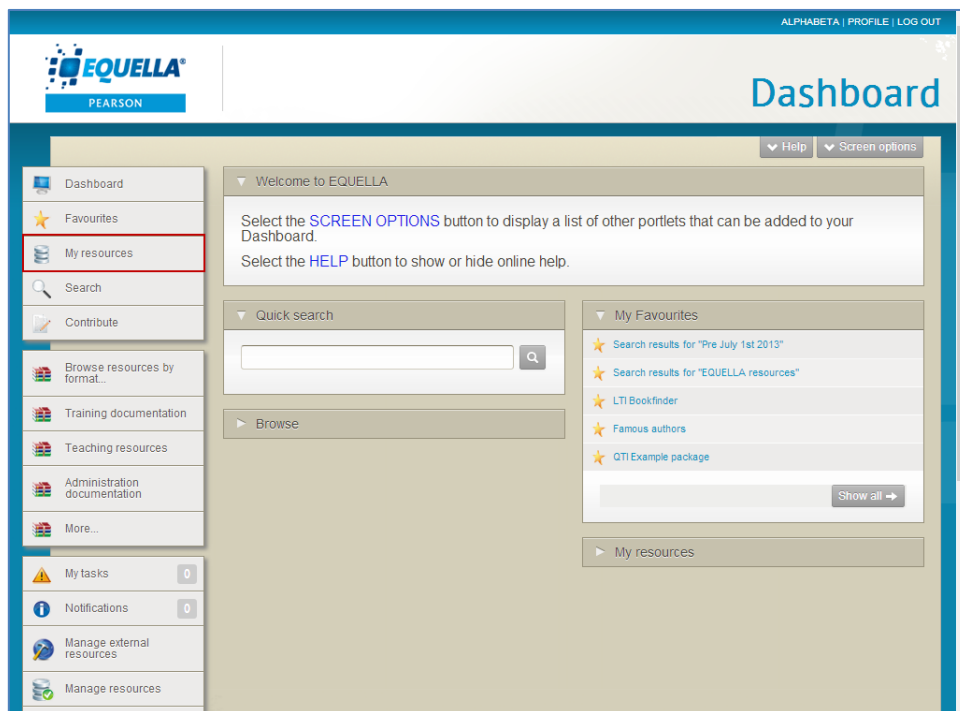 ALPHABETA | PROFILE | LOG OUT
EQUELLA®
PEARSON
Dashboard
Help
Screen options
Dashboard
Favourites
My resources
Search
Contribute
Browse resources by
format...
Training documentation
Teaching resources
Administration
documentation
More...
My tasks 0
Notifications 0
Manage external
resources
Manage resources
Welcome to EQUELLA
Select the SCREEN OPTIONS button to display a list of other portlets that can be added to your
Dashboard.
Select the HELP button to show or hide online help.
Quick search
Browse
My Favourites
Search results for "Pre July 1st 2013"
Search results for "EQUELLA resources"
LTI Bookfinder
Famous authors
QTI Example package
Show all
My resources